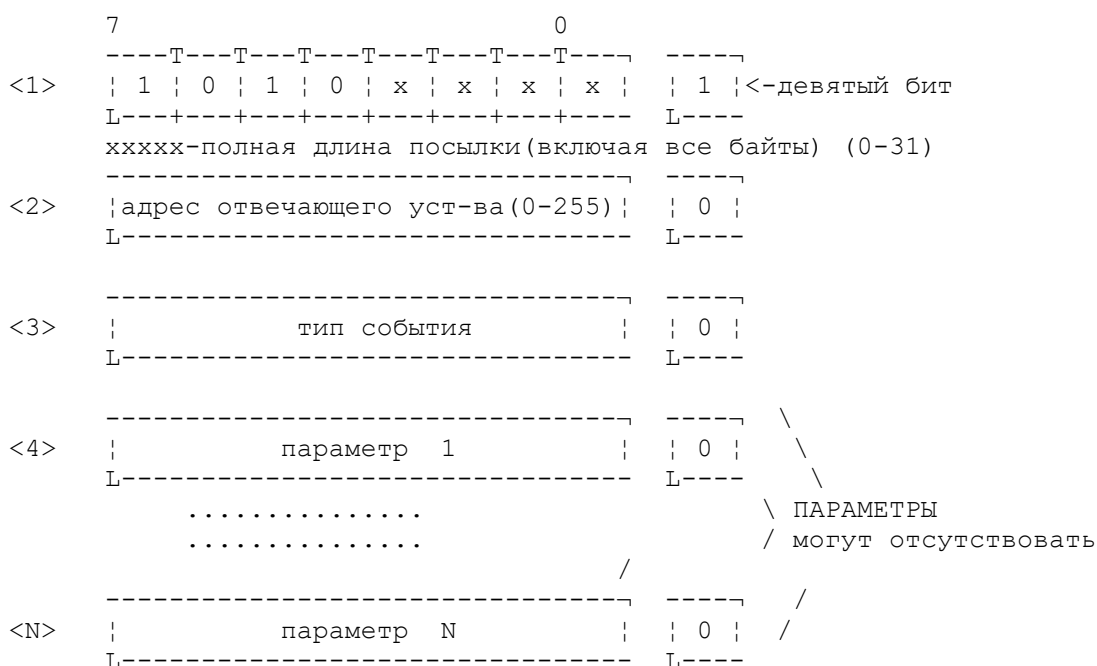 7 0
----T---T---T---T---T---T---T----¬ ----¬
<1> ¦ 1 ¦ 0 ¦ 1 ¦ 0 ¦ x ¦ x ¦ x ¦ x ¦ ¦ 1 ¦<-девятый бит
L---+---+---+---+---+---+---+---- L----
xxxxx-полная длина посылки(включая все байты) (0-31)
---------------------------------¬ ----¬
<2> ¦адрес отвечающего уст-ва(0-255)¦ ¦ 0 ¦
L-------------------------------- L----
---------------------------------¬ ----¬
<3> ¦ тип события ¦ ¦ 0 ¦
L-------------------------------- L----
---------------------------------¬ ----¬ \
<4> ¦ параметр 1 ¦ ¦ 0 ¦ \
L-------------------------------- L---- \
............... \ ПАРАМЕТРЫ
............... / могут отсутствовать
/
---------------------------------¬ ----¬ /
<N> ¦ параметр N ¦ ¦ 0 ¦ /
L-------------------------------- L----